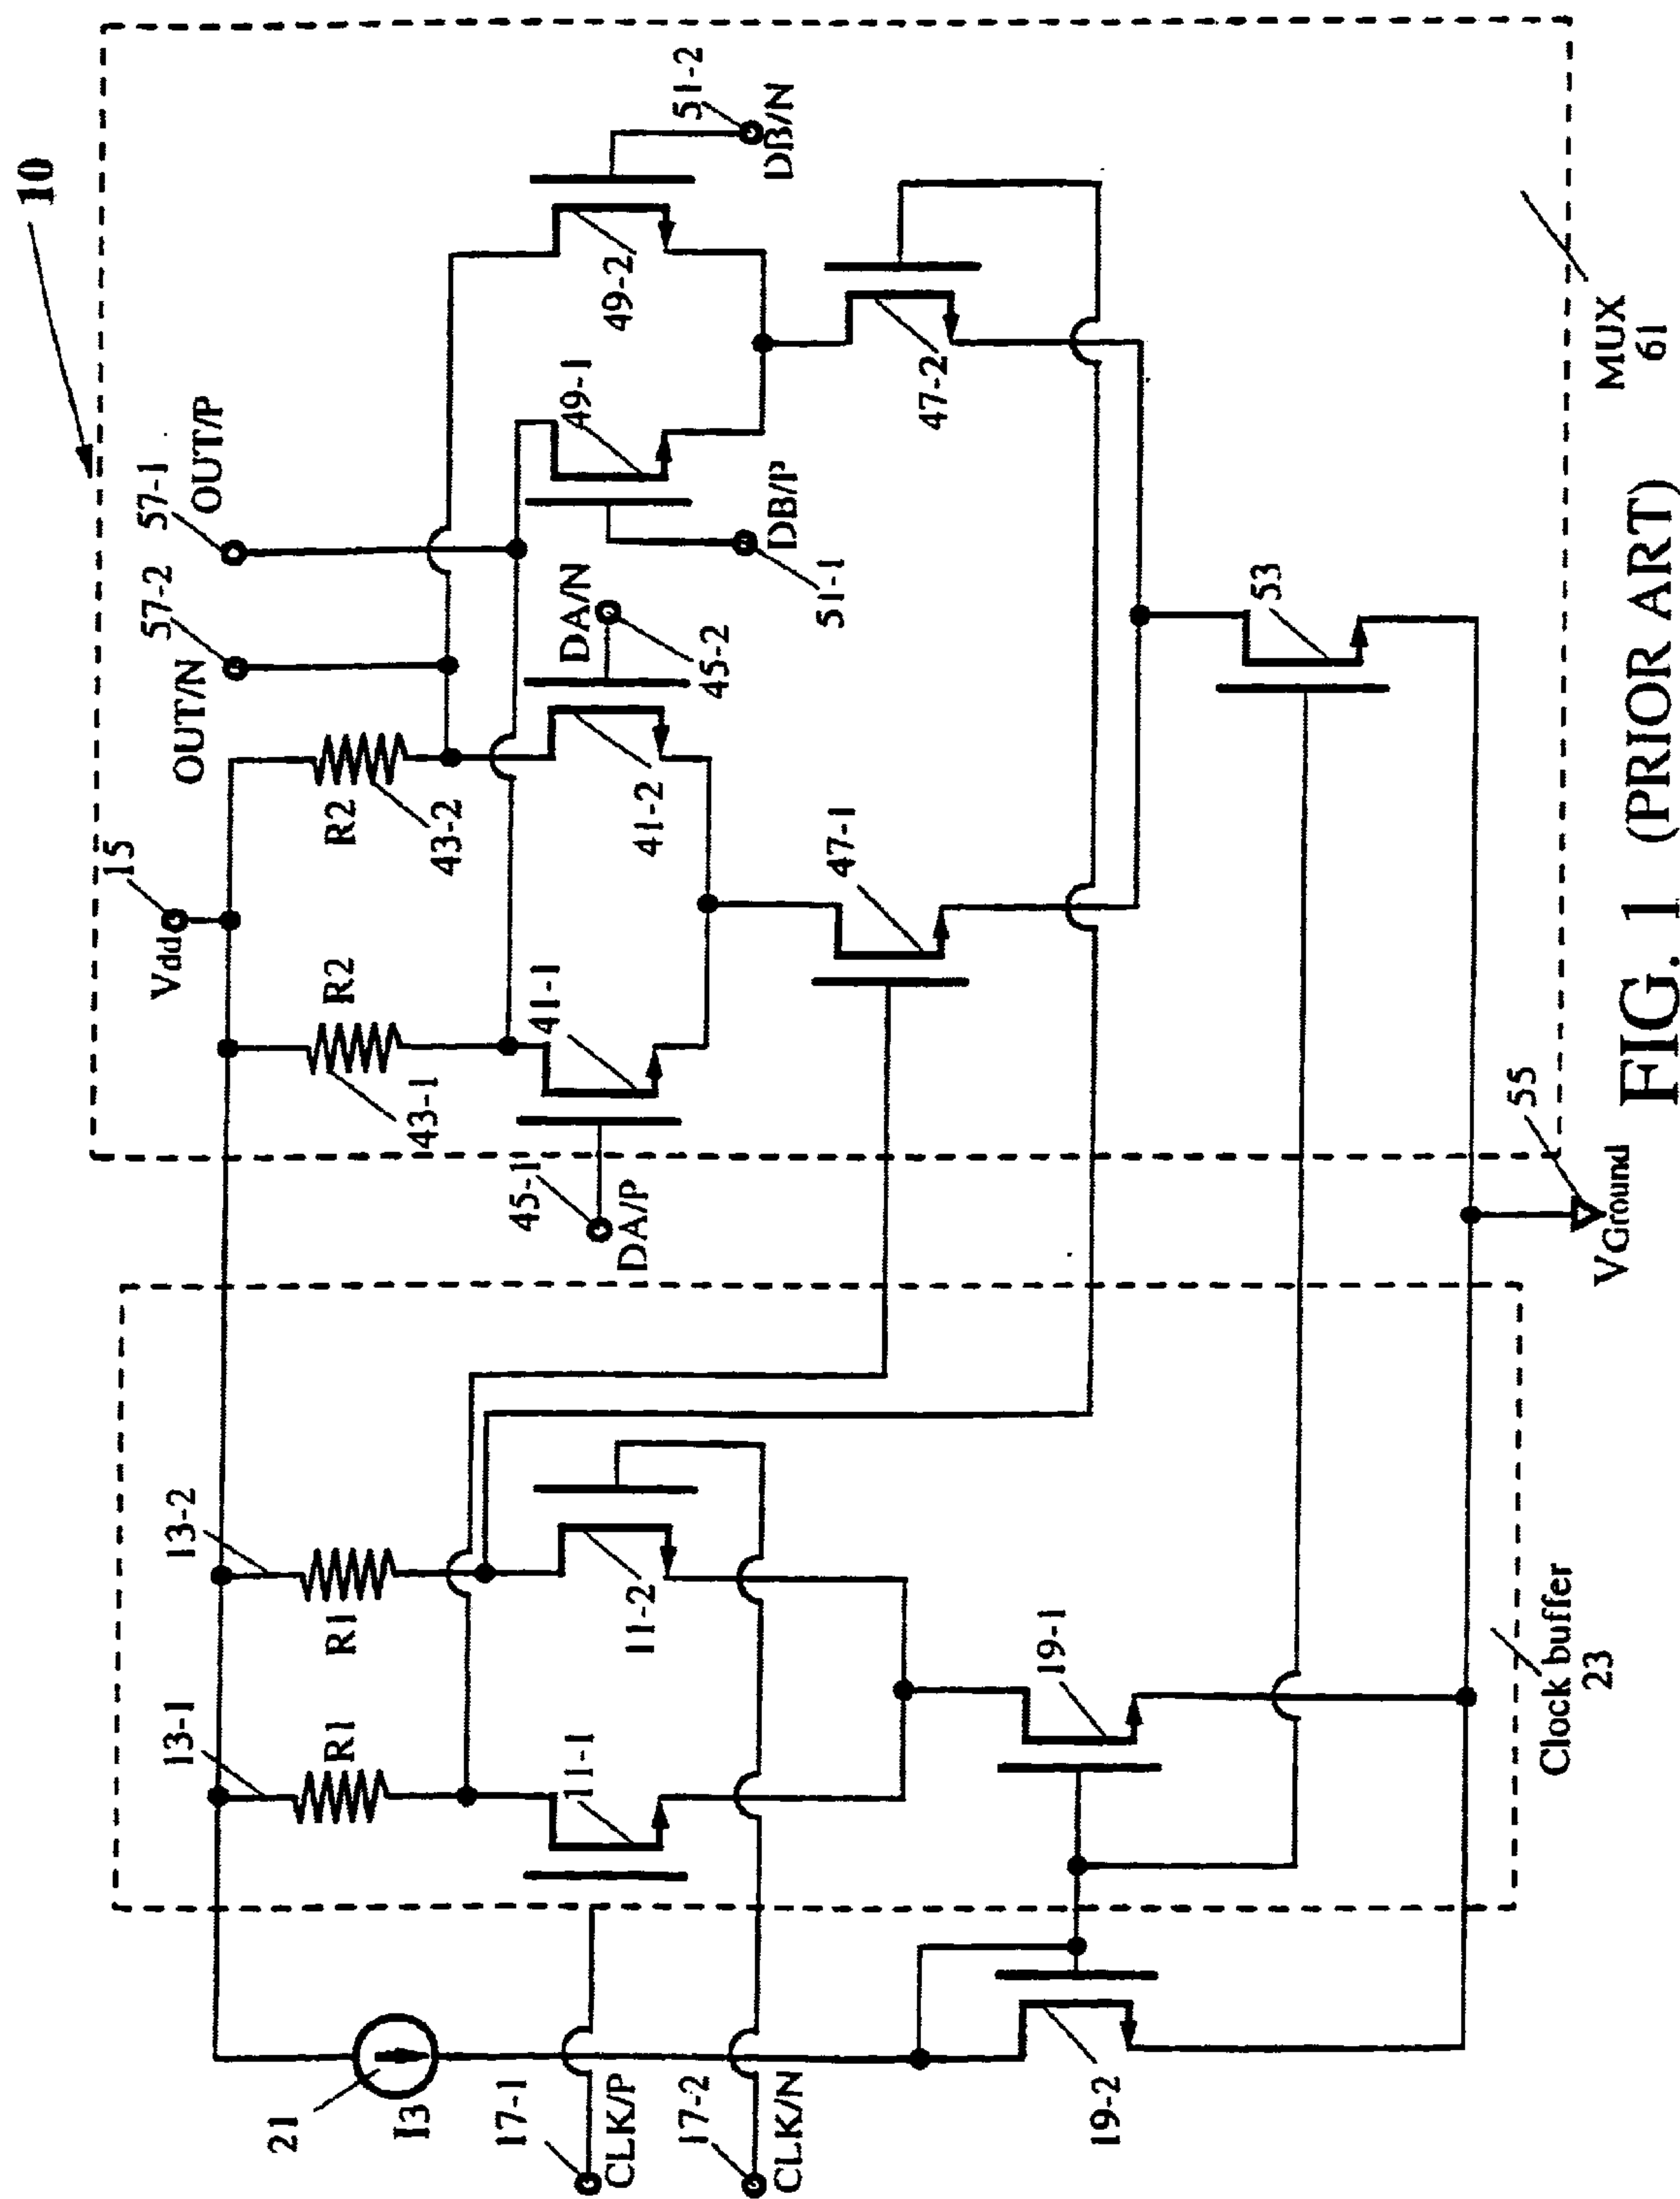 10
57-1
OUT/P
57-2
OUT/N
15
Vdd
R2
43-2
R2
43-1
41-1
41-2
DA/N
45-2
45-1
DA/P
49-1
49-2
51-2
DB/N
DB/P
51-1
47-1
47-2
53
MUX
61
13-1
R1
13-2
R1
11-1
11-2
19-1
19-2
21
I3
17-1
CLK/P
17-2
CLK/N
Clock buffer
23
55
VGround
FIG. 1 (PRIOR ART)